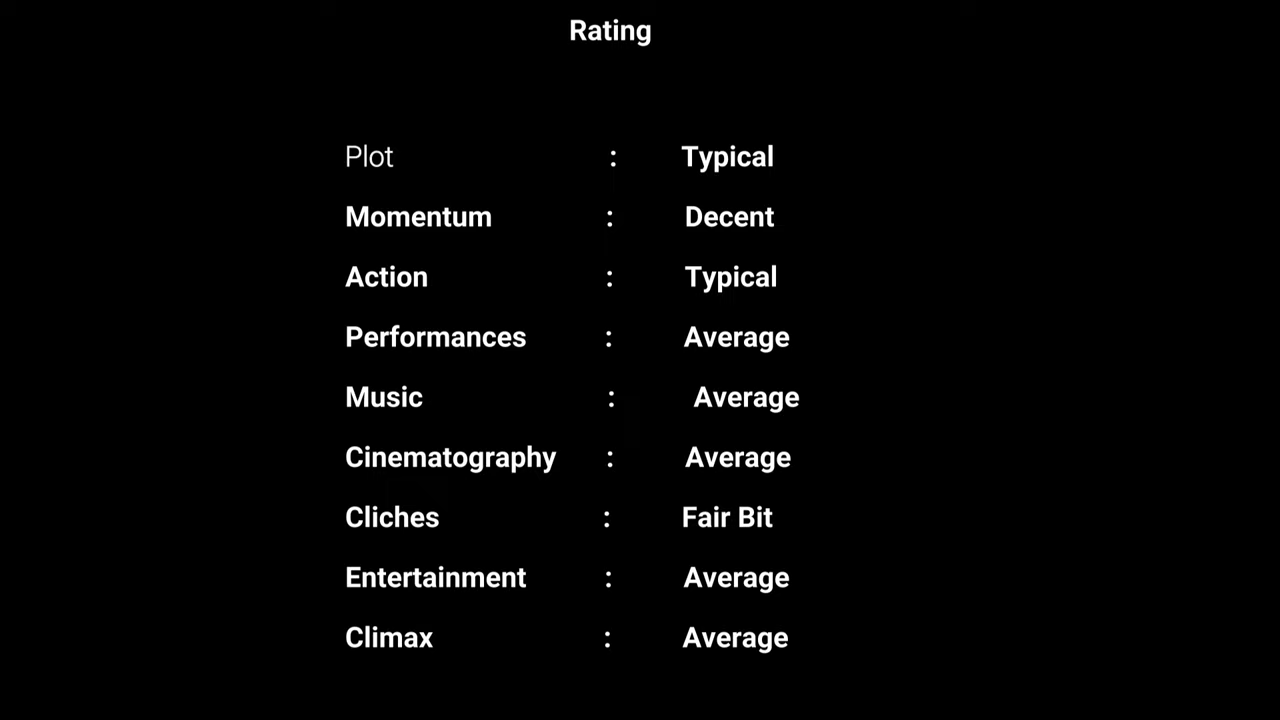 Rating
Plot : Typical
Momentum : Decent
Action : Typical
Performances : Average
Music : Average
Cinematography : Average
Cliches : Fair Bit
Entertainment : Average
Climax : Average